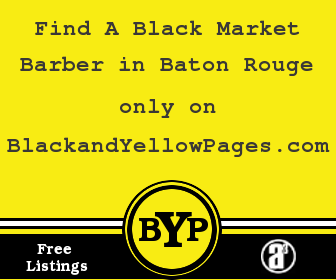 Find A Black Market
Barber in Baton Rouge
only on
BlackandYellowPages.com
BYP
Free
Listings